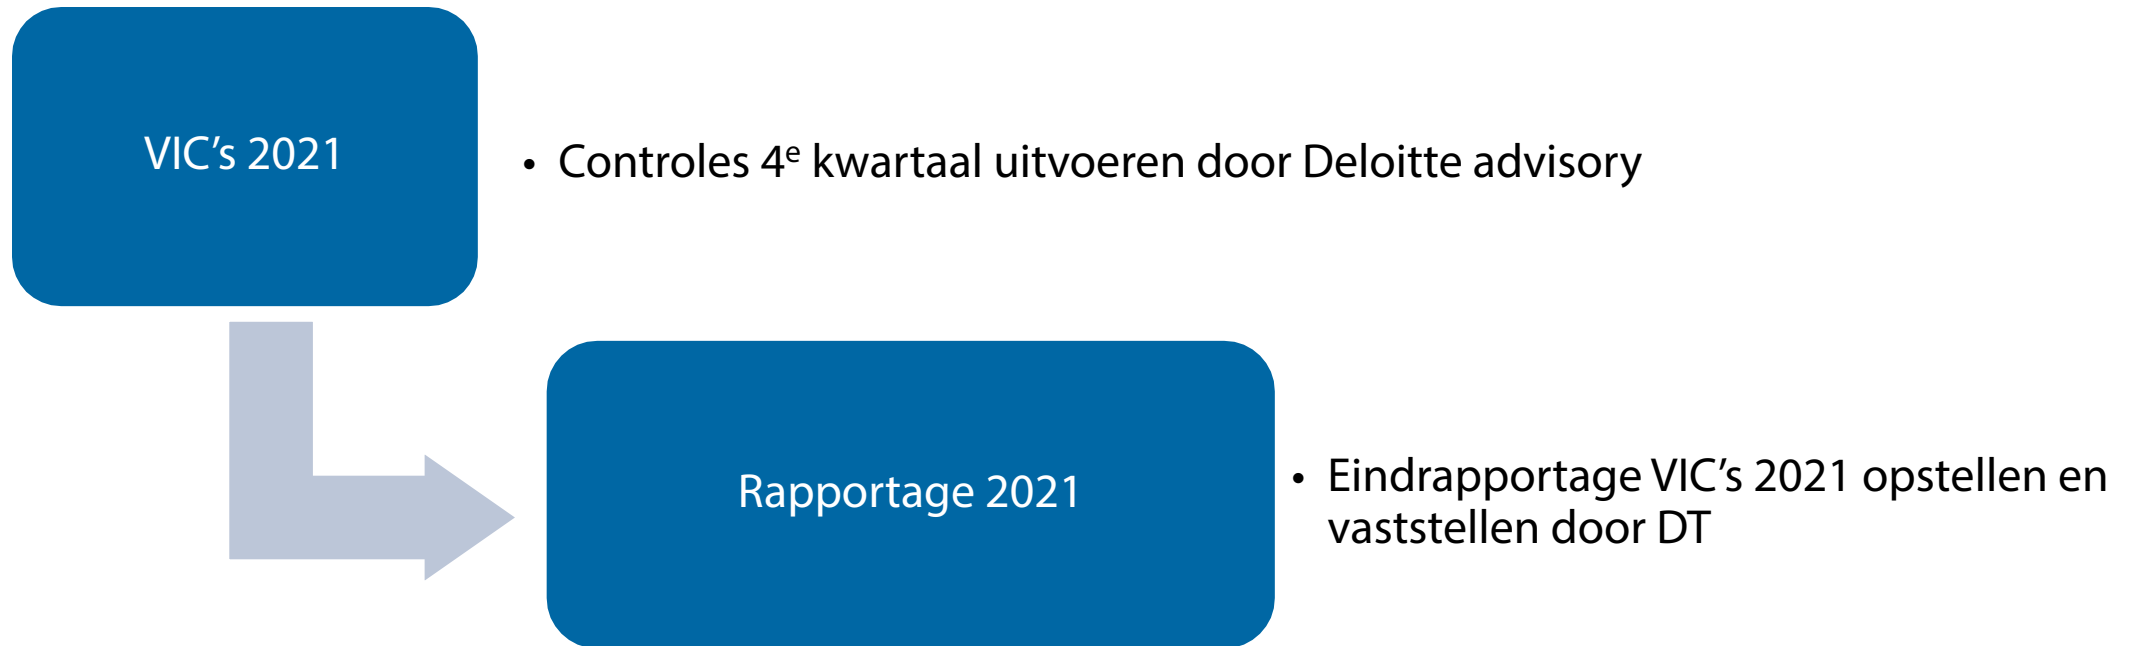 VIC’s 2021
• Controles 4ᵉ kwartaal uitvoeren door Deloitte advisory
Rapportage 2021
• Eindrapportage VIC’s 2021 opstellen en
vaststellen door DT